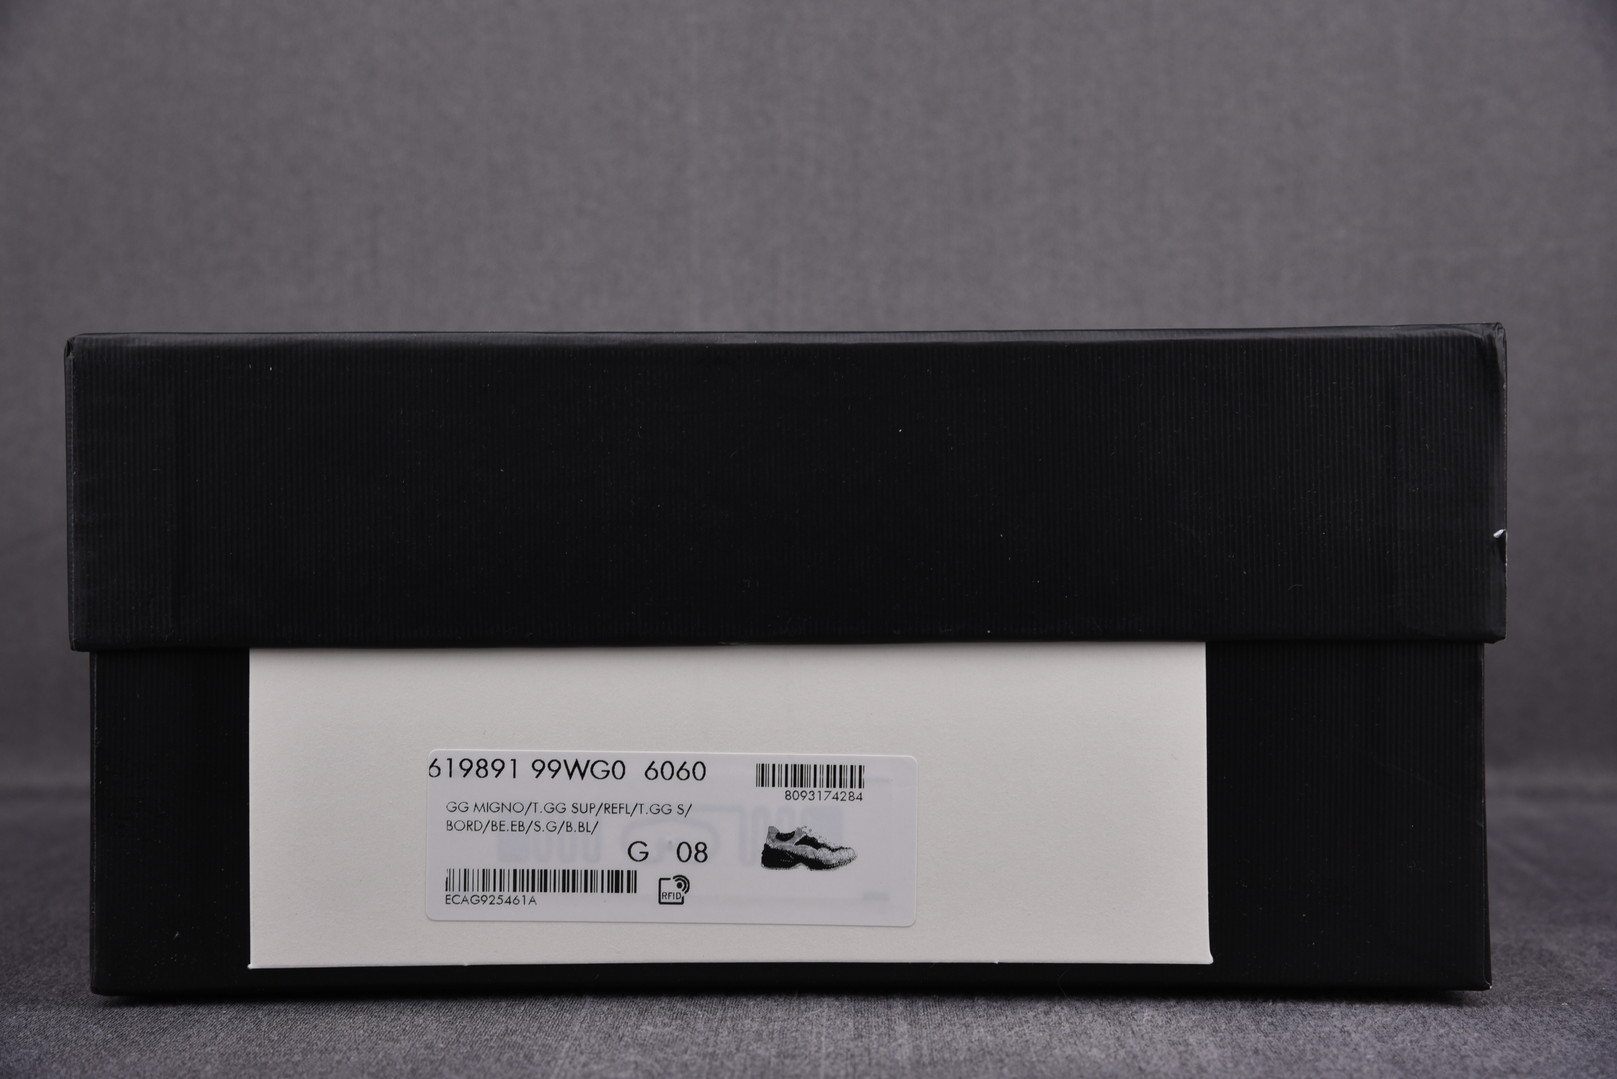 619891 99WG0 6060
8093174284
GG MIGNO/T.GG SUP/REFL/T.GG S/
BORD/BE.EB/S.G/B.BL/
G 08
ECAG925461A
RFID